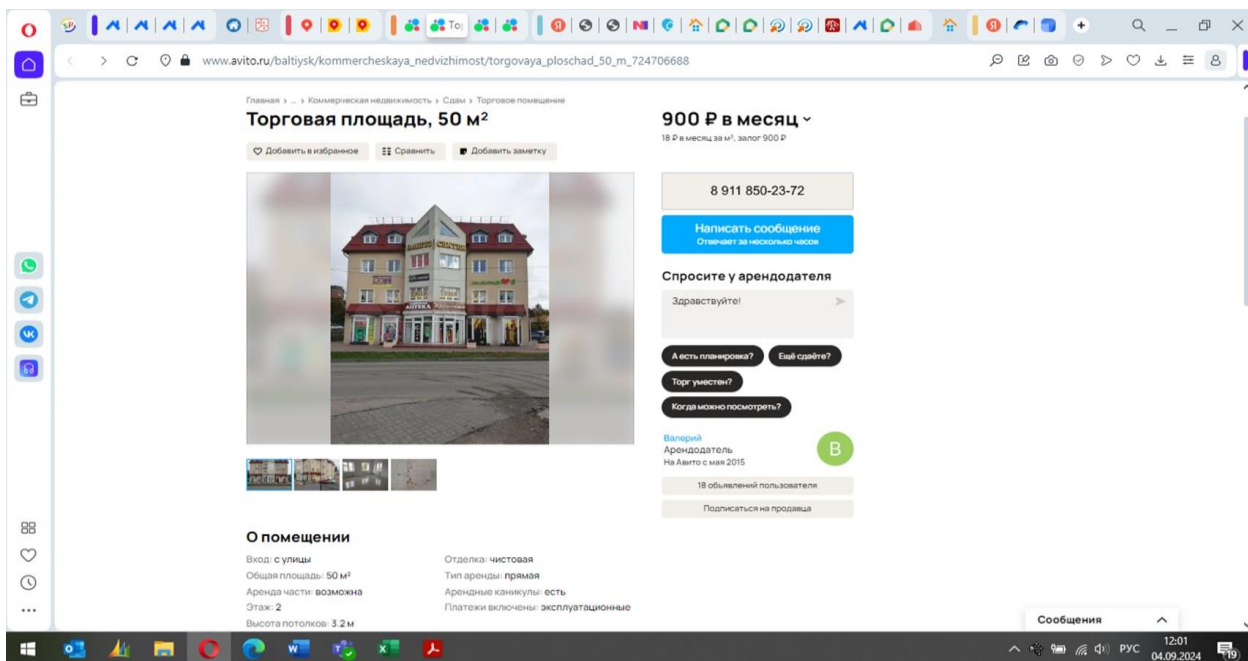 То
www.avito.ru/baltiysk/kommercheskaya_nedvizhimost/torgovaya_ploschad_50_m_724706688
Главная > ... > Коммерческая недвижимость > Сдам > Торговое помещение
Торговая площадь, 50 м²
900 ₽ в месяц
18 ₽ в месяц за м², залог 900 ₽
Добавить в избранное
Сравнить
Добавить заметку
8 911 850-23-72
Написать сообщение
Отвечает за несколько часов
Спросите у арендодателя
Здравствуйте!
АПТЕКА
А есть планировка?
Ещё сдаёте?
Торг уместен?
Когда можно посмотреть?
Валерий
Арендодатель
На Авито с мая 2015
В
18 объявлений пользователя
Подписаться на продавца
О помещении
Вход: с улицы
Общая площадь: 50 м²
Аренда части: возможна
Этаж: 2
Высота потолков: 3.2 м
Отделка: чистовая
Тип аренды: прямая
Арендные каникулы: есть
Платежи включены: эксплуатационные
Сообщения
РУС
12:01
04.09.2024
19